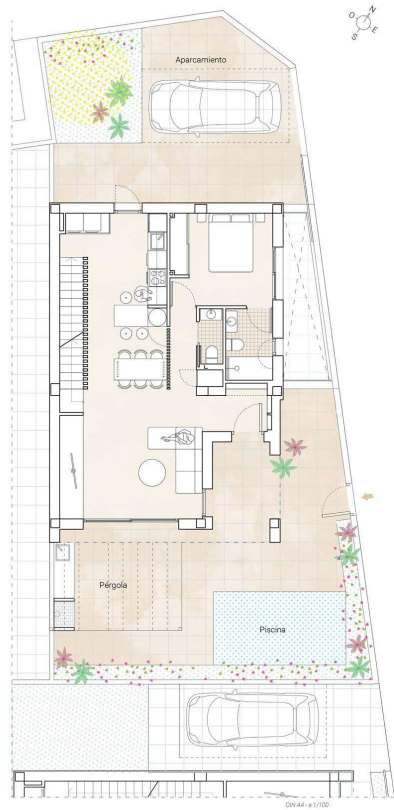 N
O
E
S
Aparcamiento
Pérgola
Piscina
DIN A4 - e 1/100